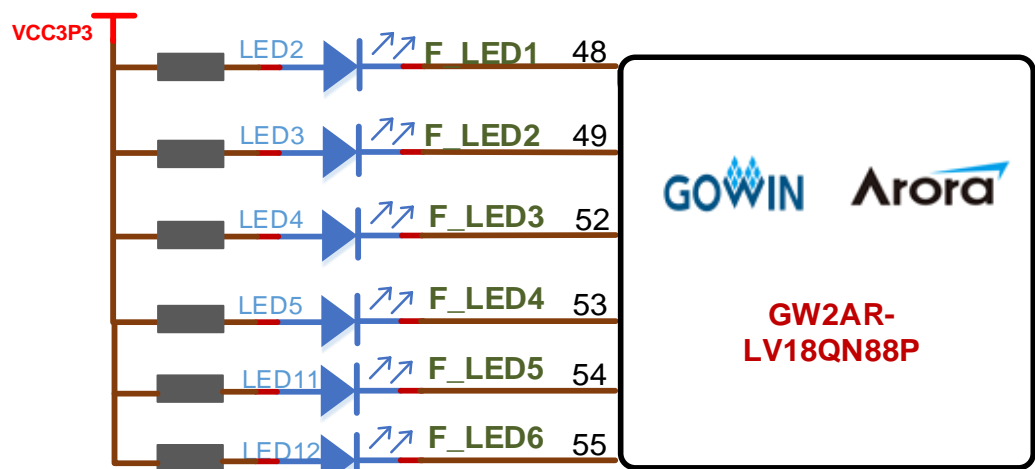 VCC3P3
LED2 F_LED1 48
LED3 F_LED2 49
LED4 F_LED3 52
LED5 F_LED4 53
LED11 F_LED5 54
LED12 F_LED6 55
GOWIN Arora
GW2AR-
LV18QN88P